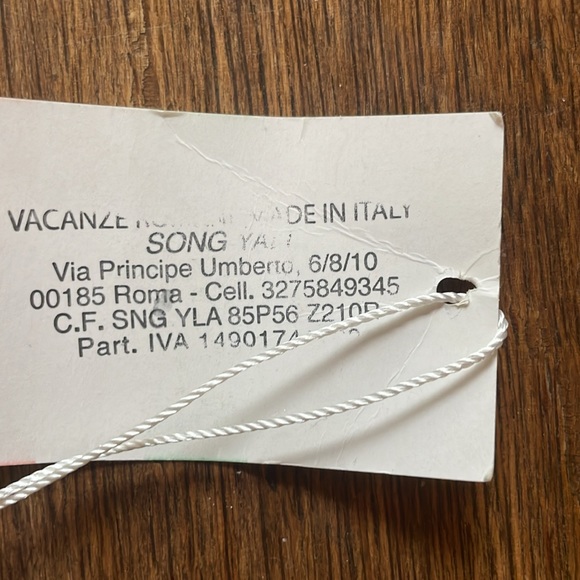 VACANZE MADE IN ITALY
SONG
Via Principe Umberto, 6/8/10
00185 Roma - Cell. 3275849345
C.F. SNG YLA 85P56
Part. IVA